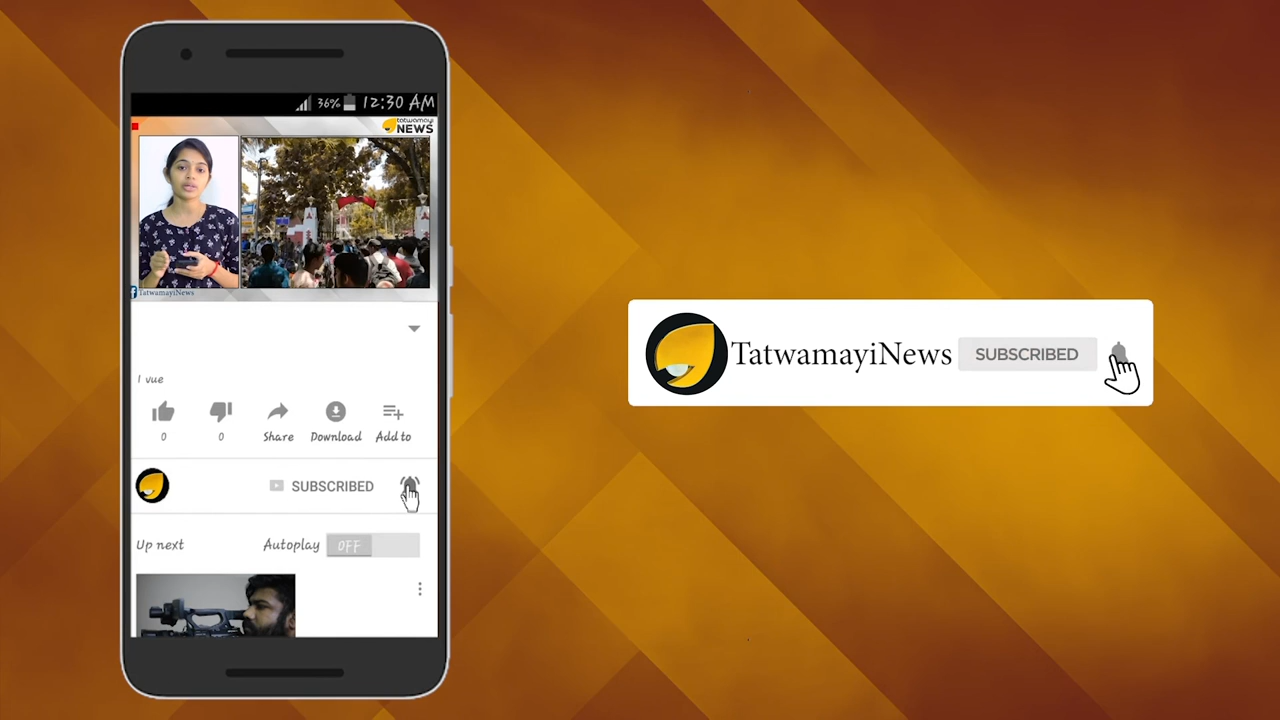 36% 12:30 AM
tatwamayi
NEWS
TatwamayiNews
1 vue
0 0 Share Download Add to
SUBSCRIBED
Up next Autoplay OFF
TatwamayiNews SUBSCRIBED